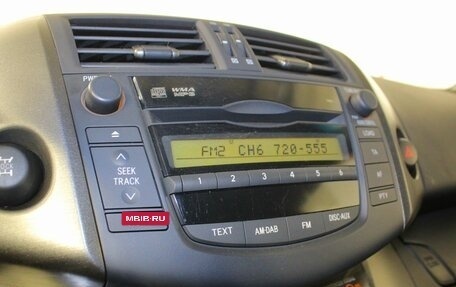 PWR
WMA
MP3
LOCK
FM2 CH6 720-555
LOAD
TA
AF
PTY
SEEK
TRACK
1 2 3 4 5 6
MBIB·RU
TEXT AM·DAB FM DISC·AUX